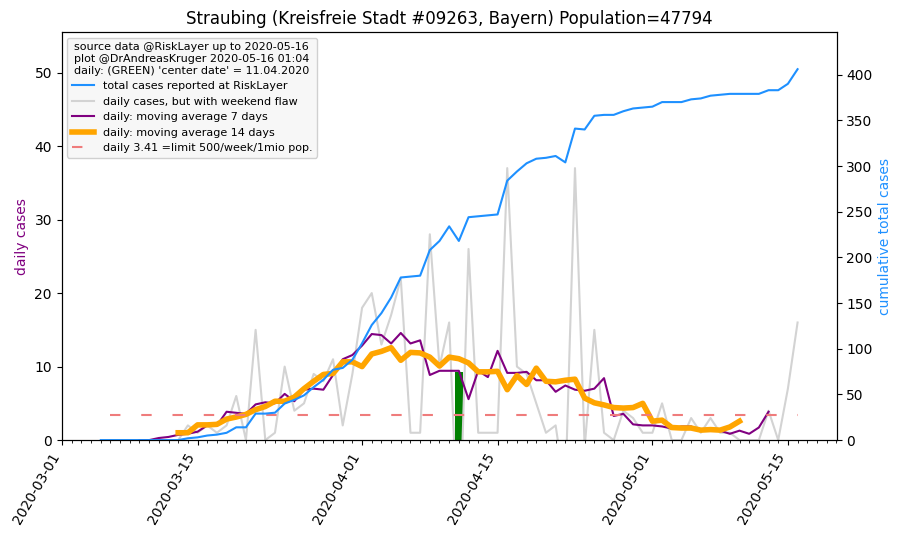 Straubing (Kreisfreie Stadt #09263, Bayern) Population=47794
source data @RiskLayer up to 2020-05-16
plot @DrAndreasKruger 2020-05-16 01:04
daily: (GREEN) 'center date' = 11.04.2020
total cases reported at RiskLayer
daily cases, but with weekend flaw
daily: moving average 7 days
daily: moving average 14 days
daily 3.41 =limit 500/week/1mio pop.
daily cases
50
40
30
20
10
0
400
350
300
250
200
150
100
50
0
cumulative total cases
2020-03-01
2020-03-15
2020-04-01
2020-04-15
2020-05-01
2020-05-15